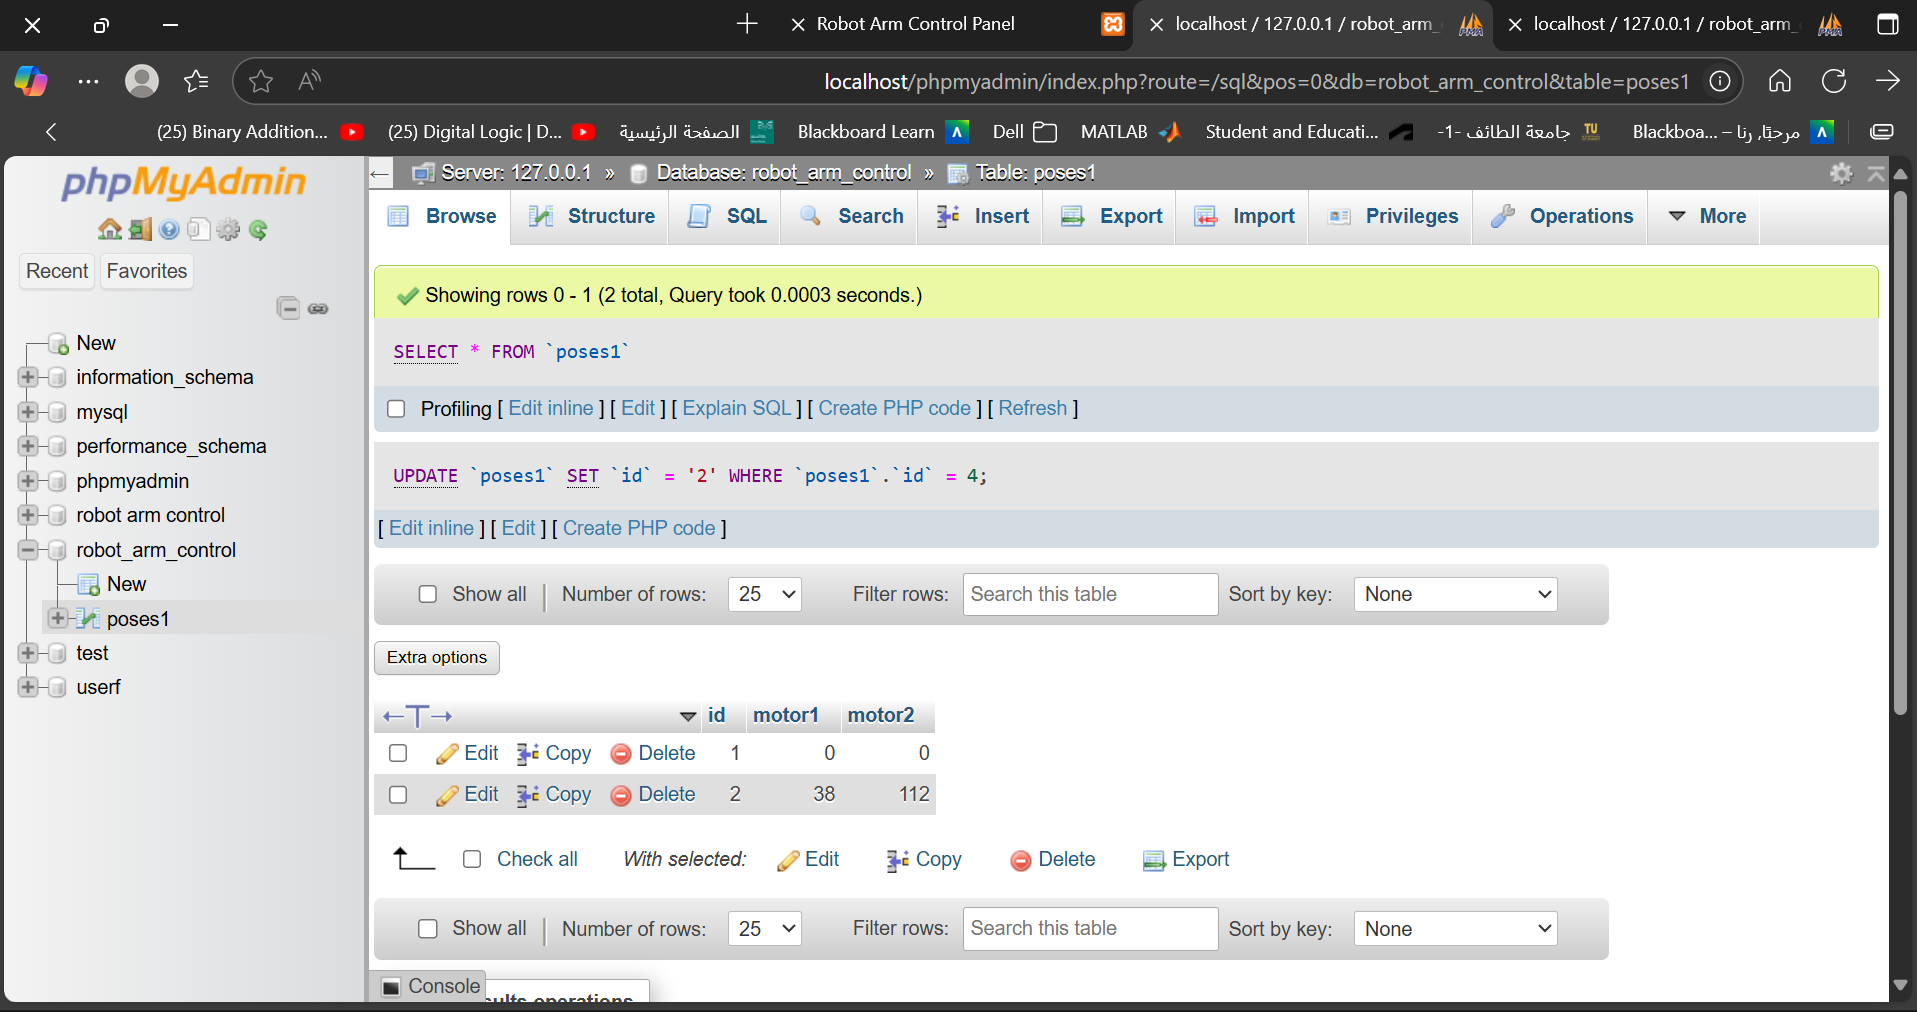 Robot Arm Control Panel
localhost / 127.0.0.1 / robot_arm_
localhost / 127.0.0.1 / robot_arm_
localhost/phpmyadmin/index.php?route=/sql&pos=0&db=robot_arm_control&table=poses1
(25) Binary Addition...
(25) Digital Logic | D...
الصفحة الرئيسية
Blackboard Learn
Dell
MATLAB
Student and Educati...
جامعة الطائف -1-
مرحبًا, رنا – Blackboa...
phpMyAdmin
Recent
Favorites
New
information_schema
mysql
performance_schema
phpmyadmin
robot arm control
robot_arm_control
New
poses1
test
userf
Server: 127.0.0.1 » Database: robot_arm_control » Table: poses1
Browse Structure SQL Search Insert Export Import Privileges Operations More
Showing rows 0 - 1 (2 total, Query took 0.0003 seconds.)
SELECT * FROM `poses1`
Profiling [ Edit inline ] [ Edit ] [ Explain SQL ] [ Create PHP code ] [ Refresh ]
UPDATE `poses1` SET `id` = '2' WHERE `poses1`.`id` = 4;
[ Edit inline ] [ Edit ] [ Create PHP code ]
Show all | Number of rows: 25 Filter rows: Search this table Sort by key: None
Extra options
id motor1 motor2
Edit Copy Delete 1 0 0
Edit Copy Delete 2 38 112
Check all With selected: Edit Copy Delete Export
Show all | Number of rows: 25 Filter rows: Search this table Sort by key: None
Console
operations